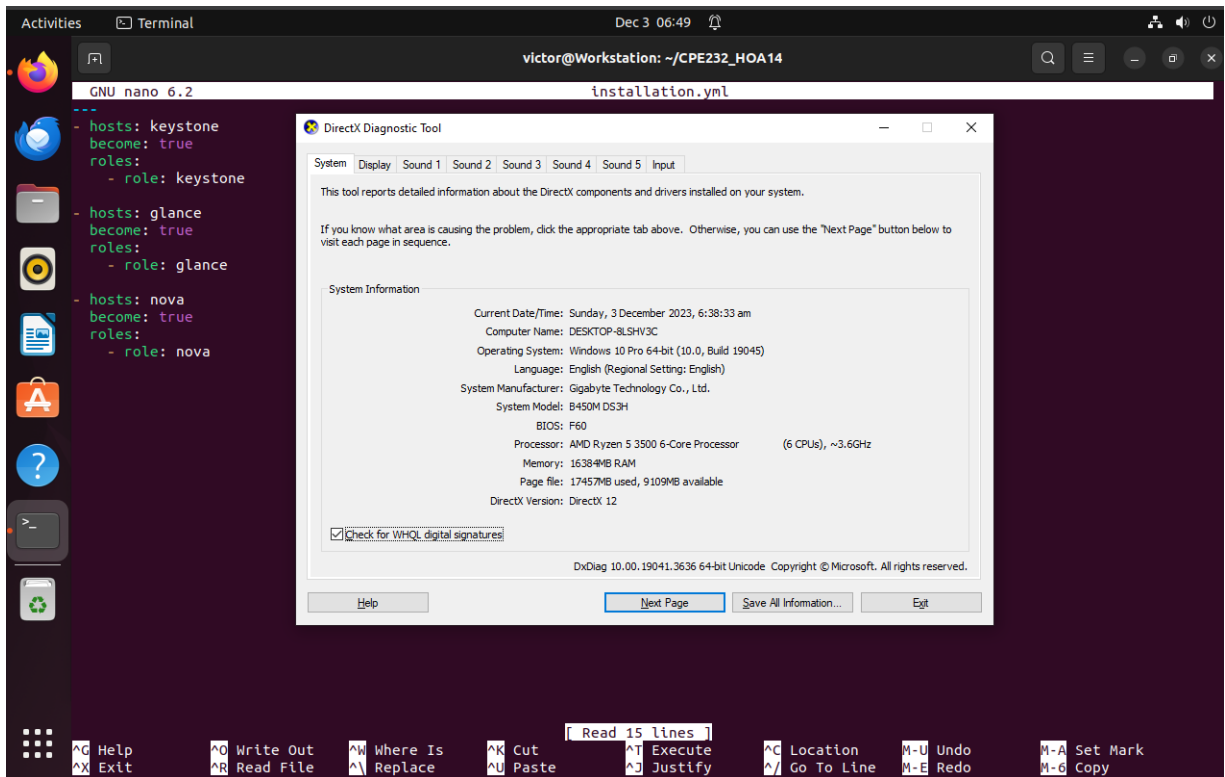 Activities Terminal Dec 3 06:49
victor@Workstation: ~/CPE232_HOA14
GNU nano 6.2 installation.yml
---
- hosts: keystone
become: true
roles:
- role: keystone
- hosts: glance
become: true
roles:
- role: glance
- hosts: nova
become: true
roles:
- role: nova
DirectX Diagnostic Tool
System Display Sound 1 Sound 2 Sound 3 Sound 4 Sound 5 Input
This tool reports detailed information about the DirectX components and drivers installed on your system.
If you know what area is causing the problem, click the appropriate tab above. Otherwise, you can use the "Next Page" button below to
visit each page in sequence.
System Information
Current Date/Time: Sunday, 3 December 2023, 6:38:33 am
Computer Name: DESKTOP-8LSHV3C
Operating System: Windows 10 Pro 64-bit (10.0, Build 19045)
Language: English (Regional Setting: English)
System Manufacturer: Gigabyte Technology Co., Ltd.
System Model: B450M DS3H
BIOS: F60
Processor: AMD Ryzen 5 3500 6-Core Processor (6 CPUs), ~3.6GHz
Memory: 16384MB RAM
Page file: 17457MB used, 9109MB available
DirectX Version: DirectX 12
Check for WHQL digital signatures
DxDiag 10.00.19041.3636 64-bit Unicode Copyright © Microsoft. All rights reserved.
Help Next Page Save All Information... Exit
[ Read 15 lines ]
^G Help ^O Write Out ^W Where Is ^K Cut ^T Execute ^C Location M-U Undo M-A Set Mark
^X Exit ^R Read File ^\ Replace ^U Paste ^J Justify ^/ Go To Line M-E Redo M-6 Copy